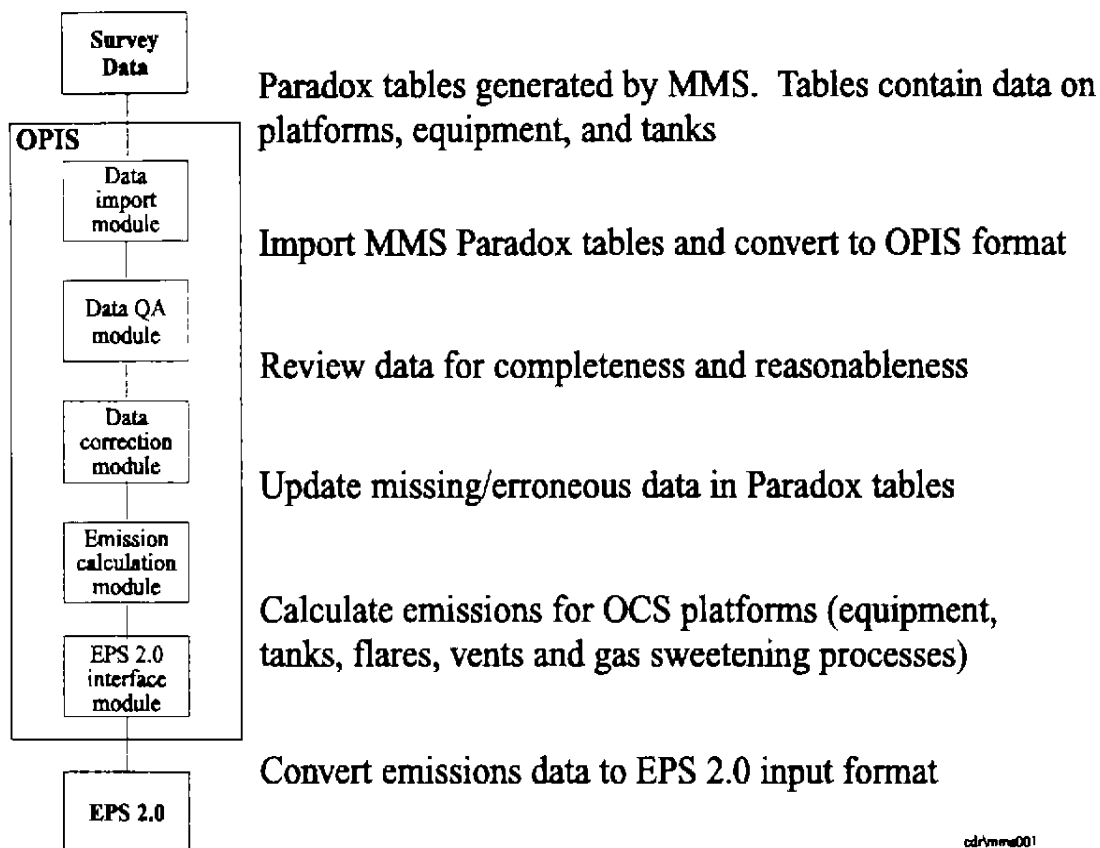 Survey
Data
Paradox tables generated by MMS. Tables contain data on
platforms, equipment, and tanks
OPIS
Data
import
module
Import MMS Paradox tables and convert to OPIS format
Data QA
module
Review data for completeness and reasonableness
Data
correction
module
Update missing/erroneous data in Paradox tables
Emission
calculation
module
Calculate emissions for OCS platforms (equipment,
tanks, flares, vents and gas sweetening processes)
EPS 2.0
interface
module
Convert emissions data to EPS 2.0 input format
EPS 2.0
cdr\mms001